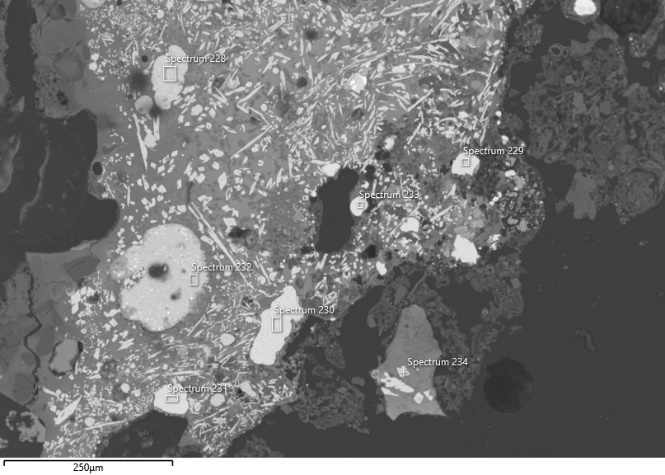 Spectrum 228
Spectrum 229
Spectrum 233
Spectrum 232
Spectrum 230
Spectrum 234
Spectrum 231
250µm